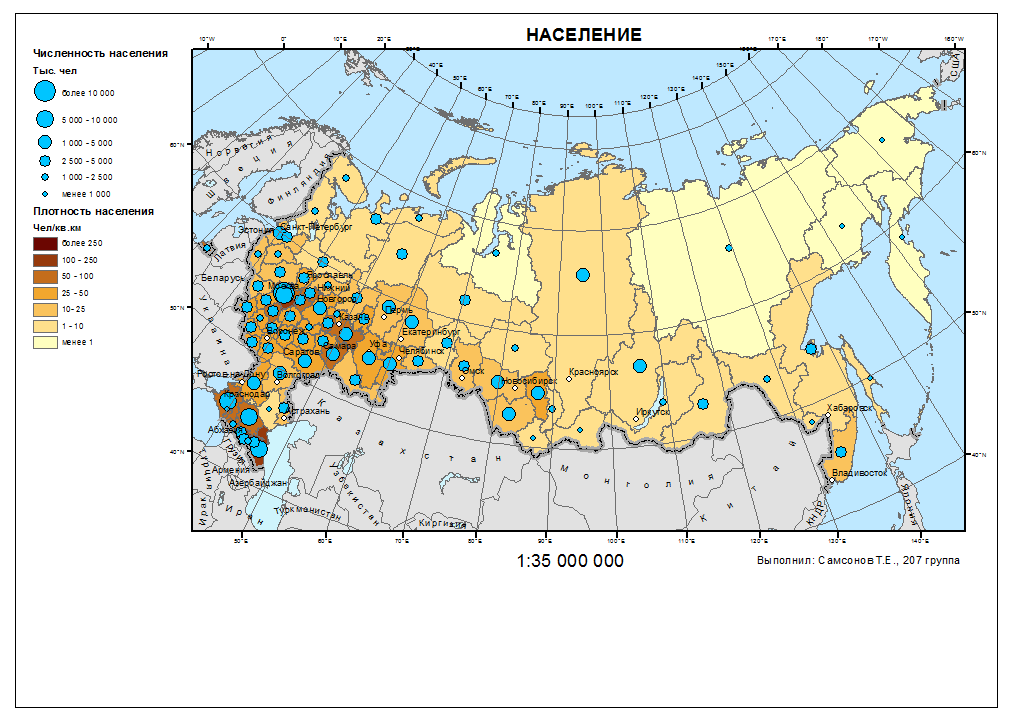 НАСЕЛЕНИЕ
Численность населения
Тыс. чел
более 10 000
5 000 - 10 000
1 000 - 5 000
2 500 - 5 000
1 000 - 2 500
менее 1 000
Плотность населения
Чел/кв.км
более 250
100 - 250
50 - 100
25 - 50
10- 25
1 - 10
менее 1
10°W
0°
10°E
20°E
40°E
50°E
60°E
70°E
80°E
90°E
100°E
110°E
120°E
130°E
140°E
150°E
170°E
180°
170°W
160°W
60°N
50°N
40°N
60°N
50°N
40°N
США
Норвегия
Швеция
Финляндия
Эстония
Латвия
Беларусь
Украина
Санкт-Петербург
Ярославль
Москва
Нижний
Новгород
Казань
Пермь
Воронеж
Екатеринбург
Самара
Уфа
Челябинск
Саратов
Ростов-на-Дону
Волгоград
Омск
Новосибирск
Красноярск
Краснодар
Астрахань
Иркутск
Хабаровск
Владивосток
Абхазия
Грузия
Армения
Азербайджан
Турция
Ирак
Иран
Казахстан
Узбекистан
Туркменистан
Киргизия
Монголия
Китай
КНДР
Япония
50°E
60°E
70°E
80°E
90°E
100°E
110°E
120°E
130°E
140°E
1:35 000 000
Выполнил: Самсонов Т.Е., 207 группа